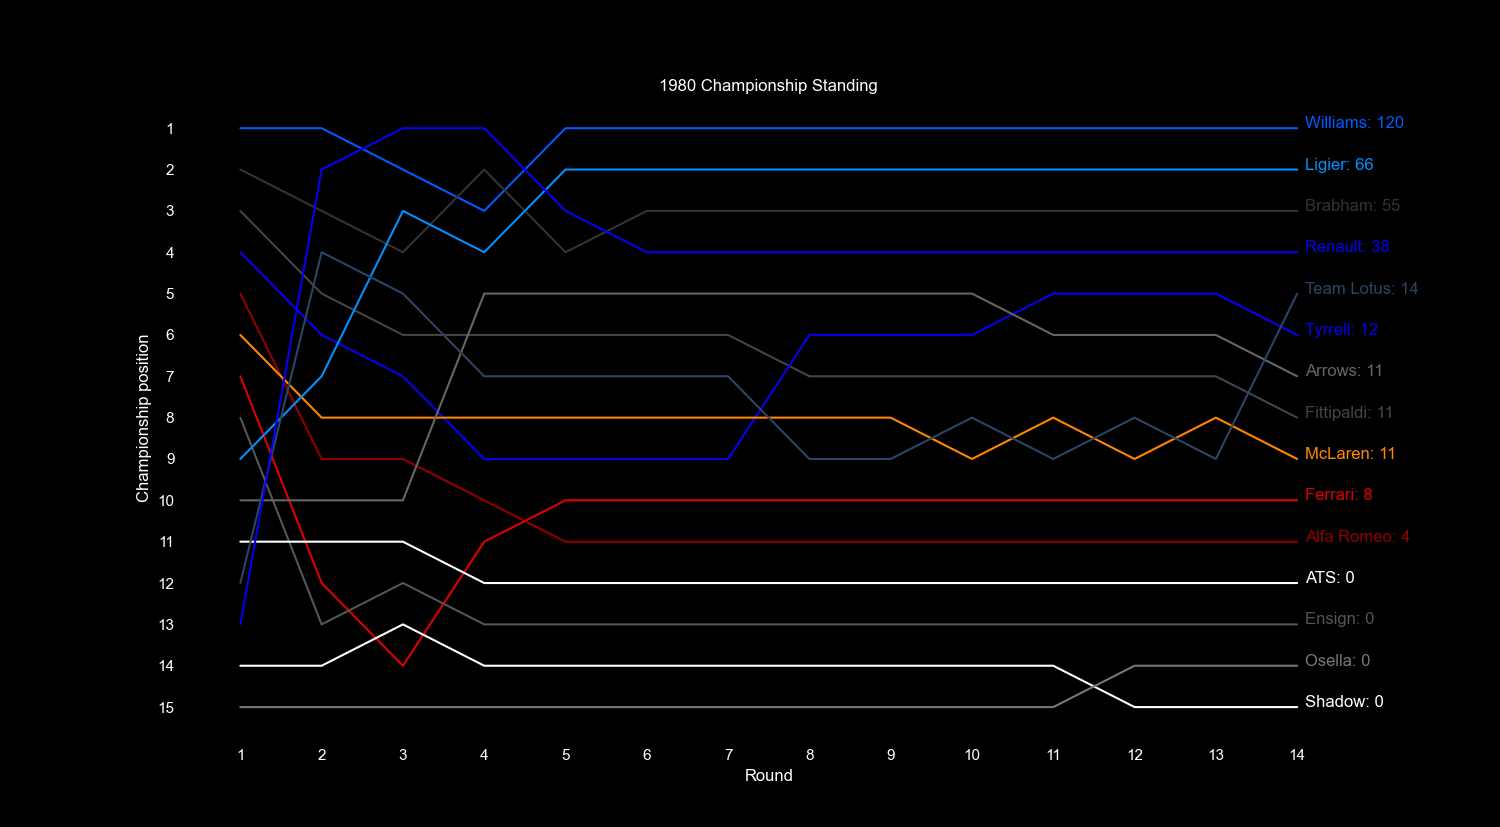 1980 Championship Standing
Championship position
1
2
3
4
5
6
7
8
9
10
11
12
13
14
15
Williams: 120
Ligier: 66
Brabham: 55
Renault: 38
Team Lotus: 14
Tyrrell: 12
Arrows: 11
Fittipaldi: 11
McLaren: 11
Ferrari: 8
Alfa Romeo: 4
ATS: 0
Ensign: 0
Osella: 0
Shadow: 0
1 2 3 4 5 6 7 8 9 10 11 12 13 14
Round